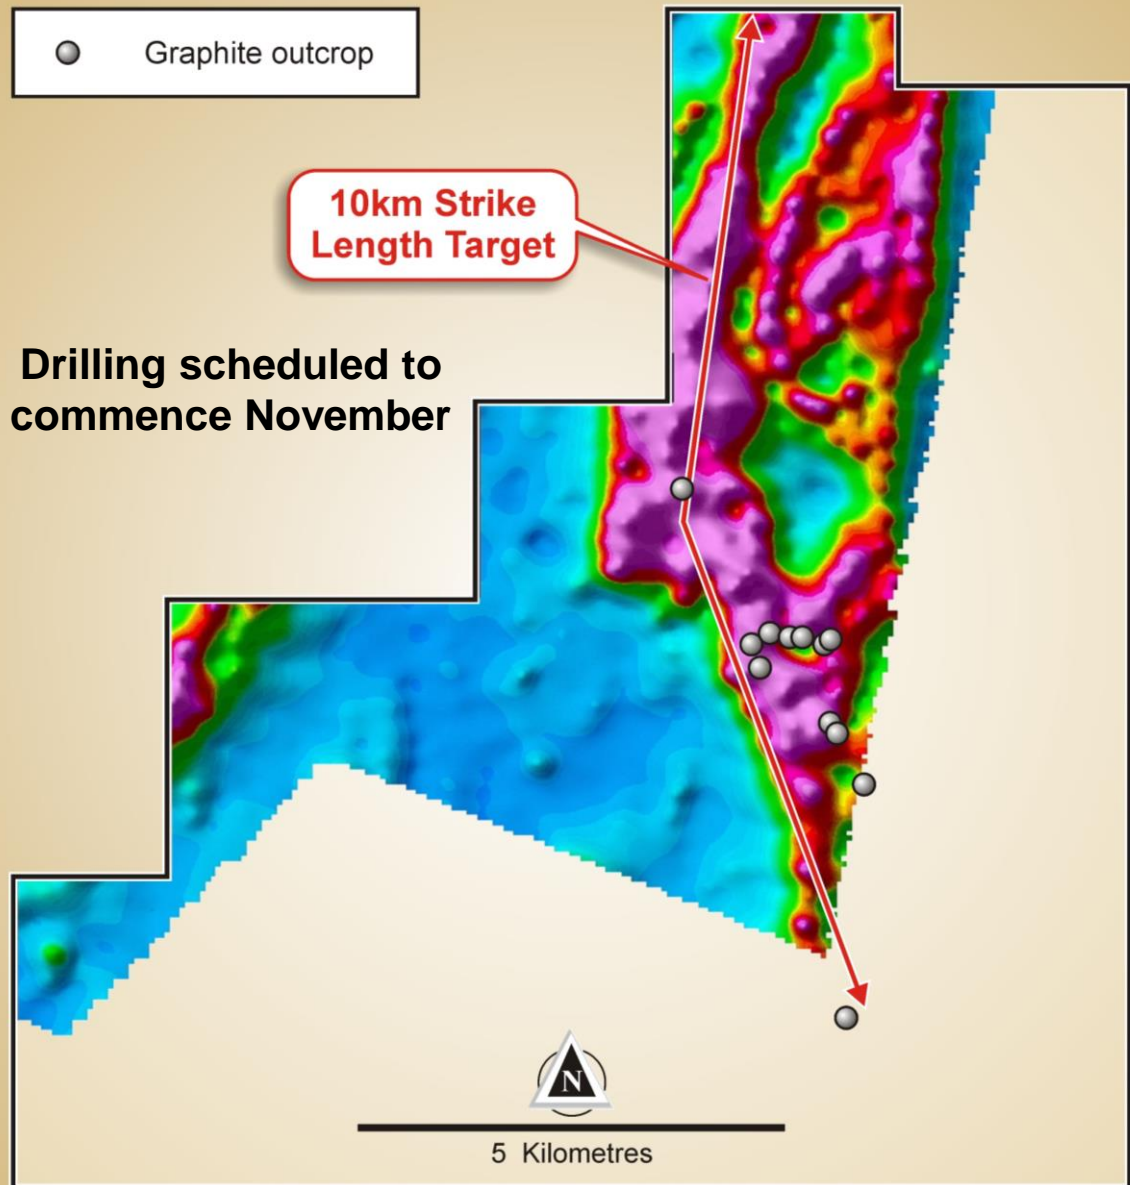 Graphite outcrop
10km Strike
Length Target
Drilling scheduled to
commence November
N
5 Kilometres